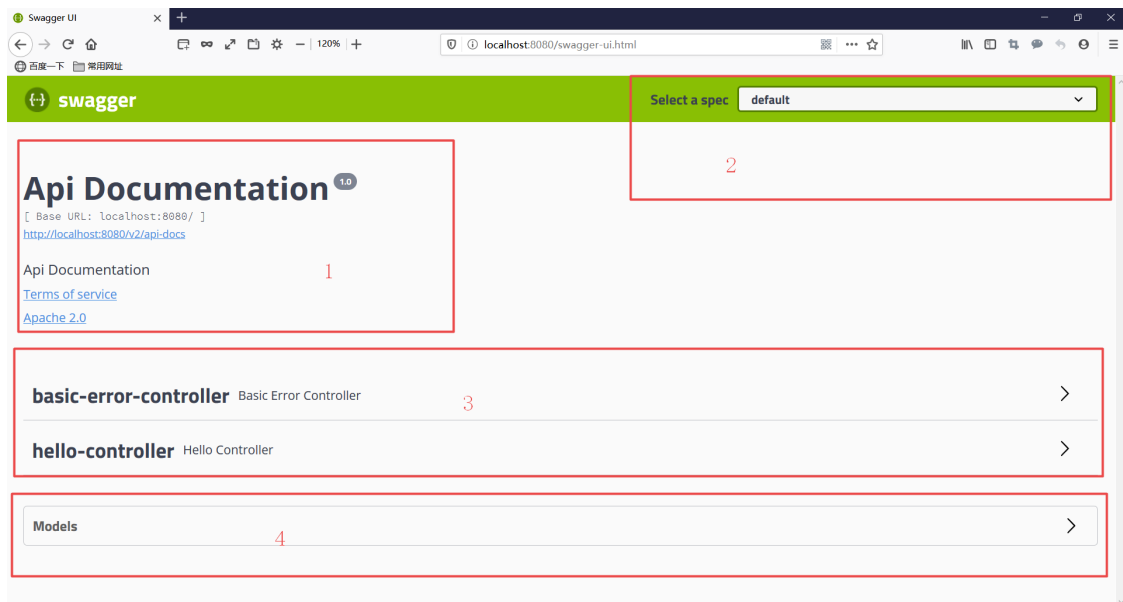 Swagger UI
120%
localhost:8080/swagger-ui.html
百度一下 常用网址
swagger
Select a spec default
2
Api Documentation 1.0
[ Base URL: localhost:8080/ ]
http://localhost:8080/v2/api-docs
Api Documentation
1
Terms of service
Apache 2.0
basic-error-controller Basic Error Controller
3
hello-controller Hello Controller
Models
4